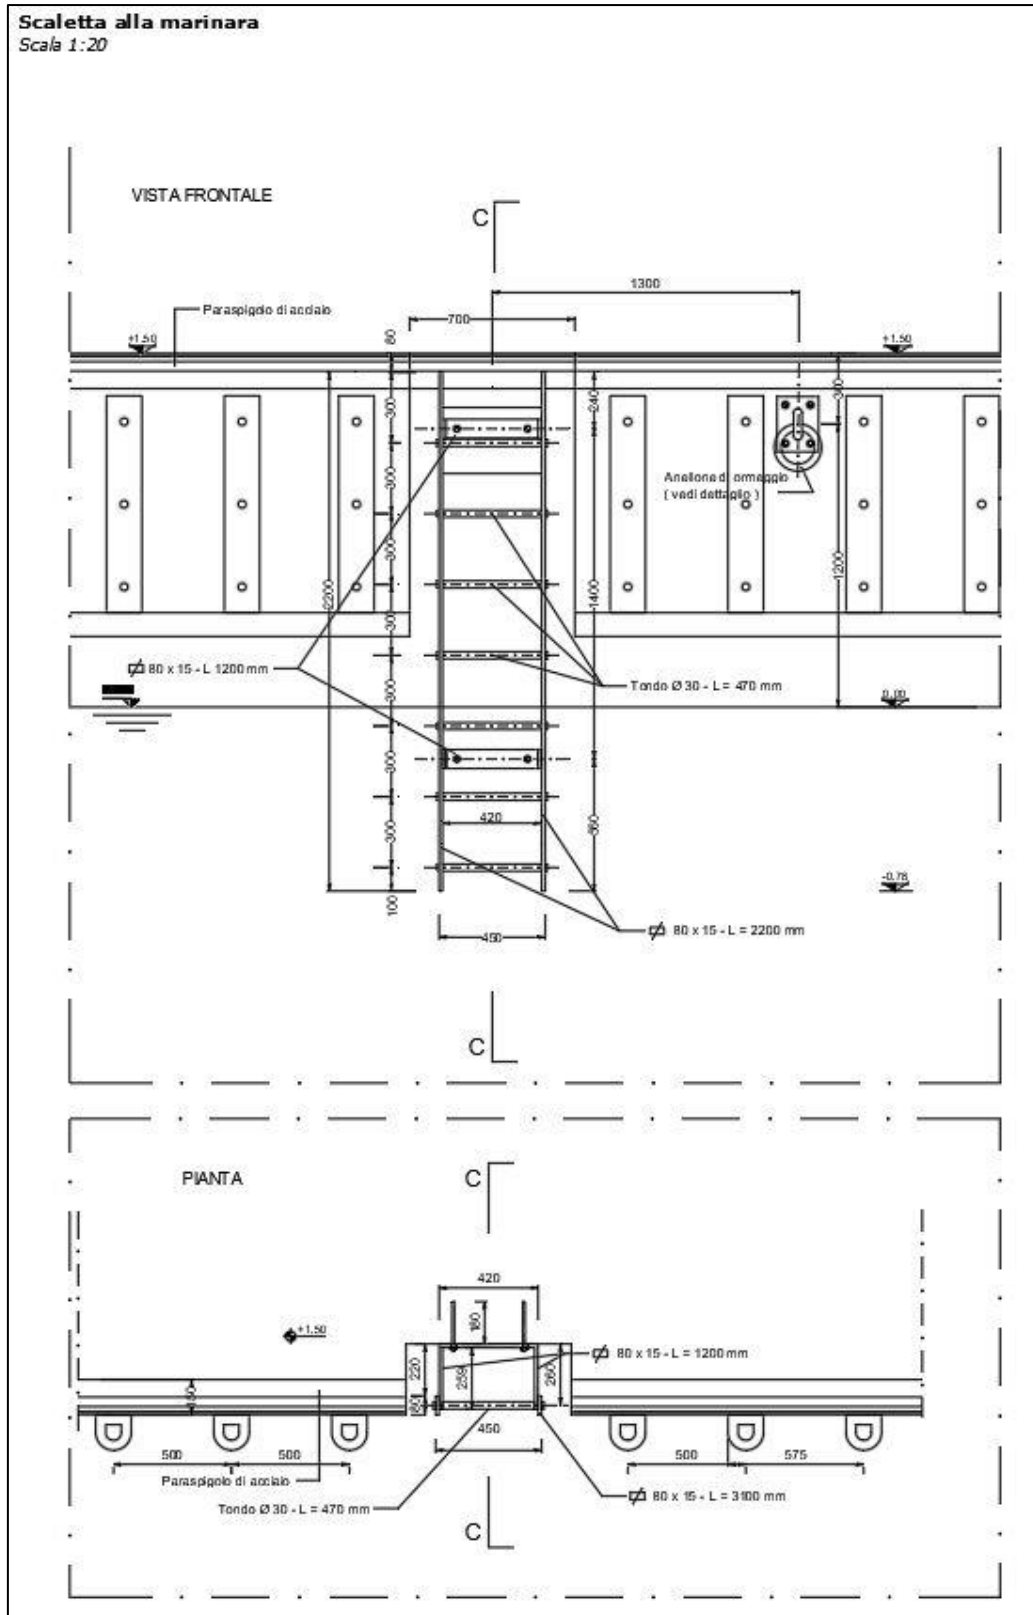 Scaletta alla marinara
Scala 1:20
VISTA FRONTALE
C
1300
Paraspigolo di acciaio
700
80
+1.50
+1.50
300
240
300
Anellone di ormeggio
( vedi dettaglio )
300
300
2200
1400
1200
300
80 x 15 - L 1200 mm
Tondo Ø 30 - L = 470 mm
300
0.00
300
420
300
560
-0.78
100
450
80 x 15 - L = 2200 mm
C
PIANTA
C
420
180
+1.50
80 x 15 - L = 1200 mm
220
259
260
150
80
450
500
500
500
575
Paraspigolo di acciaio
80 x 15 - L = 3100 mm
Tondo Ø 30 - L = 470 mm
C